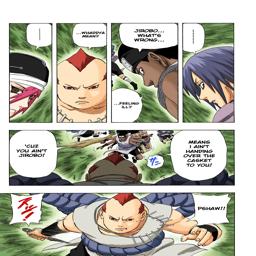 ...
JIROBO...
WHAT'S
WRONG...
...FEELING
ILL?
...WHADDYA
MEAN?
...
MEANS
I AIN'T
HANDING
OVER THE
CASKET
TO YOU!
'CUZ
YOU AIN'T
JIROBO!
PSHAW!!